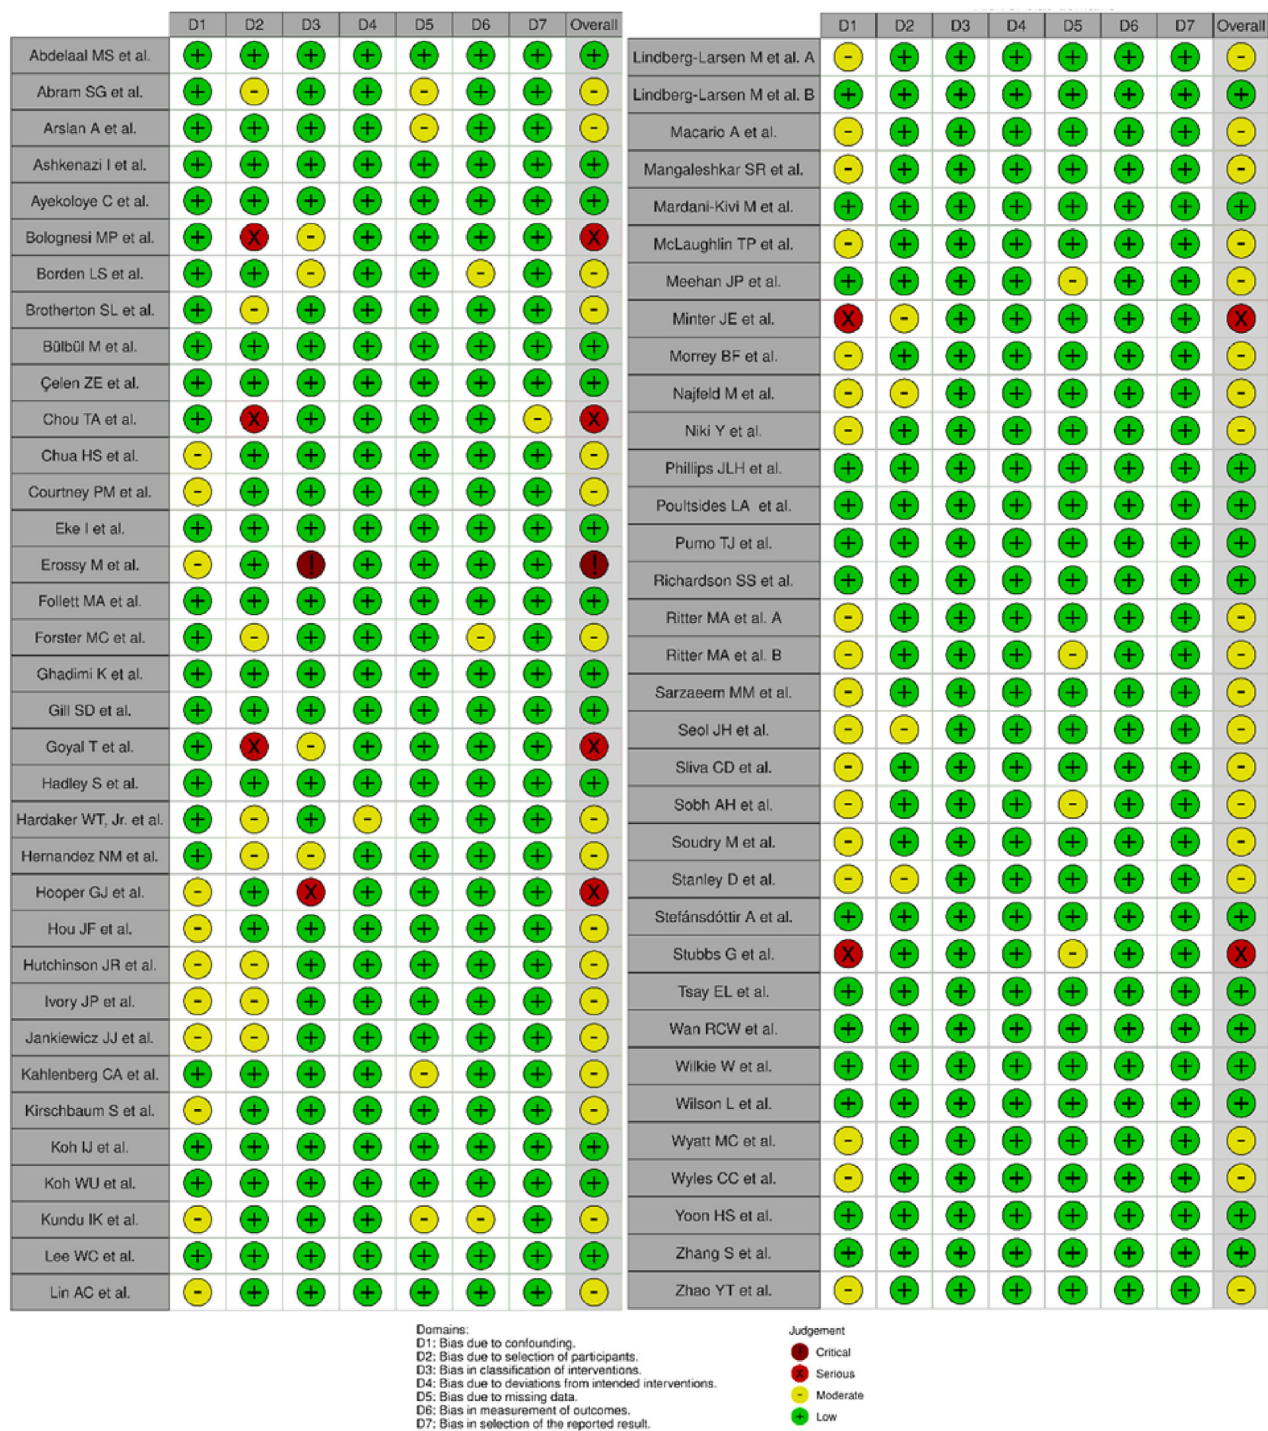 D1 D2 D3 D4 D5 D6 D7 Overall
Abdelaal MS et al. + + + + + + + +
Abram SG et al. + - + + - + + -
Arslan A et al. + + + + - + + -
Ashkenazi I et al. + + + + + + + +
Ayekoloye C et al. + + + + + + + +
Bolognesi MP et al. + X - + + + + X
Borden LS et al. + + - + + - + -
Brotherton SL et al. + - + + + + + -
Bülbül M et al. + + + + + + + +
Çelen ZE et al. + + + + + + + +
Chou TA et al. + X + + + + - X
Chua HS et al. - + + + + + + -
Courtney PM et al. - + + + + + + -
Eke I et al. + + + + + + + +
Erossy M et al. - + ! + + + + !
Follett MA et al. + + + + + + + +
Forster MC et al. + - + + + - + -
Ghadimi K et al. + + + + + + + +
Gill SD et al. + + + + + + + +
Goyal T et al. + X - + + + + X
Hadley S et al. + + + + + + + +
Hardaker WT, Jr. et al. + - + - + + + -
Hernandez NM et al. + - - + + + + -
Hooper GJ et al. - + X + + + + X
Hou JF et al. - + + + + + + -
Hutchinson JR et al. - - + + + + + -
Ivory JP et al. - - + + + + + -
Jankiewicz JJ et al. - - + + + + + -
Kahlenberg CA et al. + + + + - + + -
Kirschbaum S et al. - + + + + + + -
Koh IJ et al. + + + + + + + +
Koh WU et al. + + + + + + + +
Kundu IK et al. - + + + - - + -
Lee WC et al. + + + + + + + +
Lin AC et al. - + + + + + + -
D1 D2 D3 D4 D5 D6 D7 Overall
Lindberg-Larsen M et al. A - + + + + + + -
Lindberg-Larsen M et al. B + + + + + + + +
Macario A et al. - + + + + + + -
Mangaleshkar SR et al. - + + + + + + -
Mardani-Kivi M et al. + + + + + + + +
McLaughlin TP et al. - + + + + + + -
Meehan JP et al. + + + + - + + -
Minter JE et al. X - + + + + + X
Morrey BF et al. - + + + + + + -
Najfeld M et al. - - + + + + + -
Niki Y et al. - + + + + + + -
Phillips JLH et al. + + + + + + + +
Poultsides LA et al. + + + + + + + +
Pumo TJ et al. + + + + + + + +
Richardson SS et al. + + + + + + + +
Ritter MA et al. A - + + + + + + -
Ritter MA et al. B - + + + - + + -
Sarzaeem MM et al. - + + + + + + -
Seol JH et al. - - + + + + + -
Sliva CD et al. - + + + + + + -
Sobh AH et al. - + + + - + + -
Soudry M et al. - + + + + + + -
Stanley D et al. - - + + + + + -
Stefánsdóttir A et al. + + + + + + + +
Stubbs G et al. X + + + - + + X
Tsay EL et al. + + + + + + + +
Wan RCW et al. + + + + + + + +
Wilkie W et al. + + + + + + + +
Wilson L et al. + + + + + + + +
Wyatt MC et al. - + + + + + + -
Wyles CC et al. - + + + + + + -
Yoon HS et al. + + + + + + + +
Zhang S et al. + + + + + + + +
Zhao YT et al. - + + + + + + -
Domains:
D1: Bias due to confounding.
D2: Bias due to selection of participants.
D3: Bias in classification of interventions.
D4: Bias due to deviations from intended interventions.
D5: Bias due to missing data.
D6: Bias in measurement of outcomes.
D7: Bias in selection of the reported result.
Judgement
! Critical
X Serious
- Moderate
+ Low